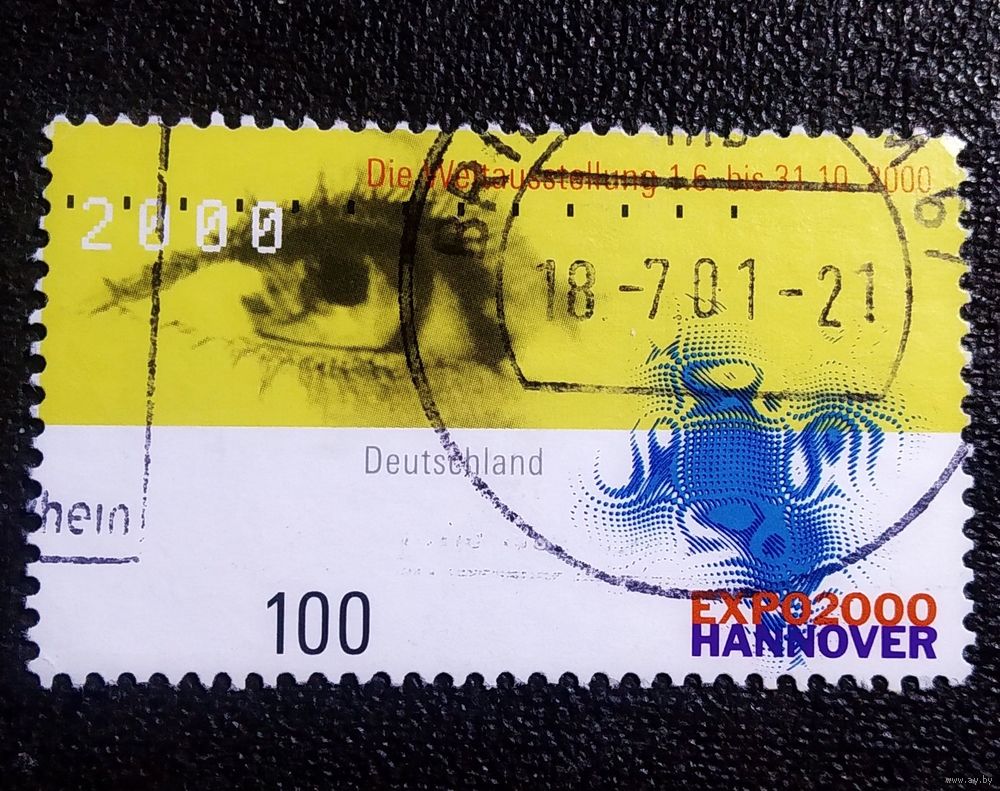 Die Weltausstellung 1.6. bis 31.10. 2000
2000
18 -7.01-21
Deutschland
hein
100
EXPO2000
HANNOVER
www.ay.by